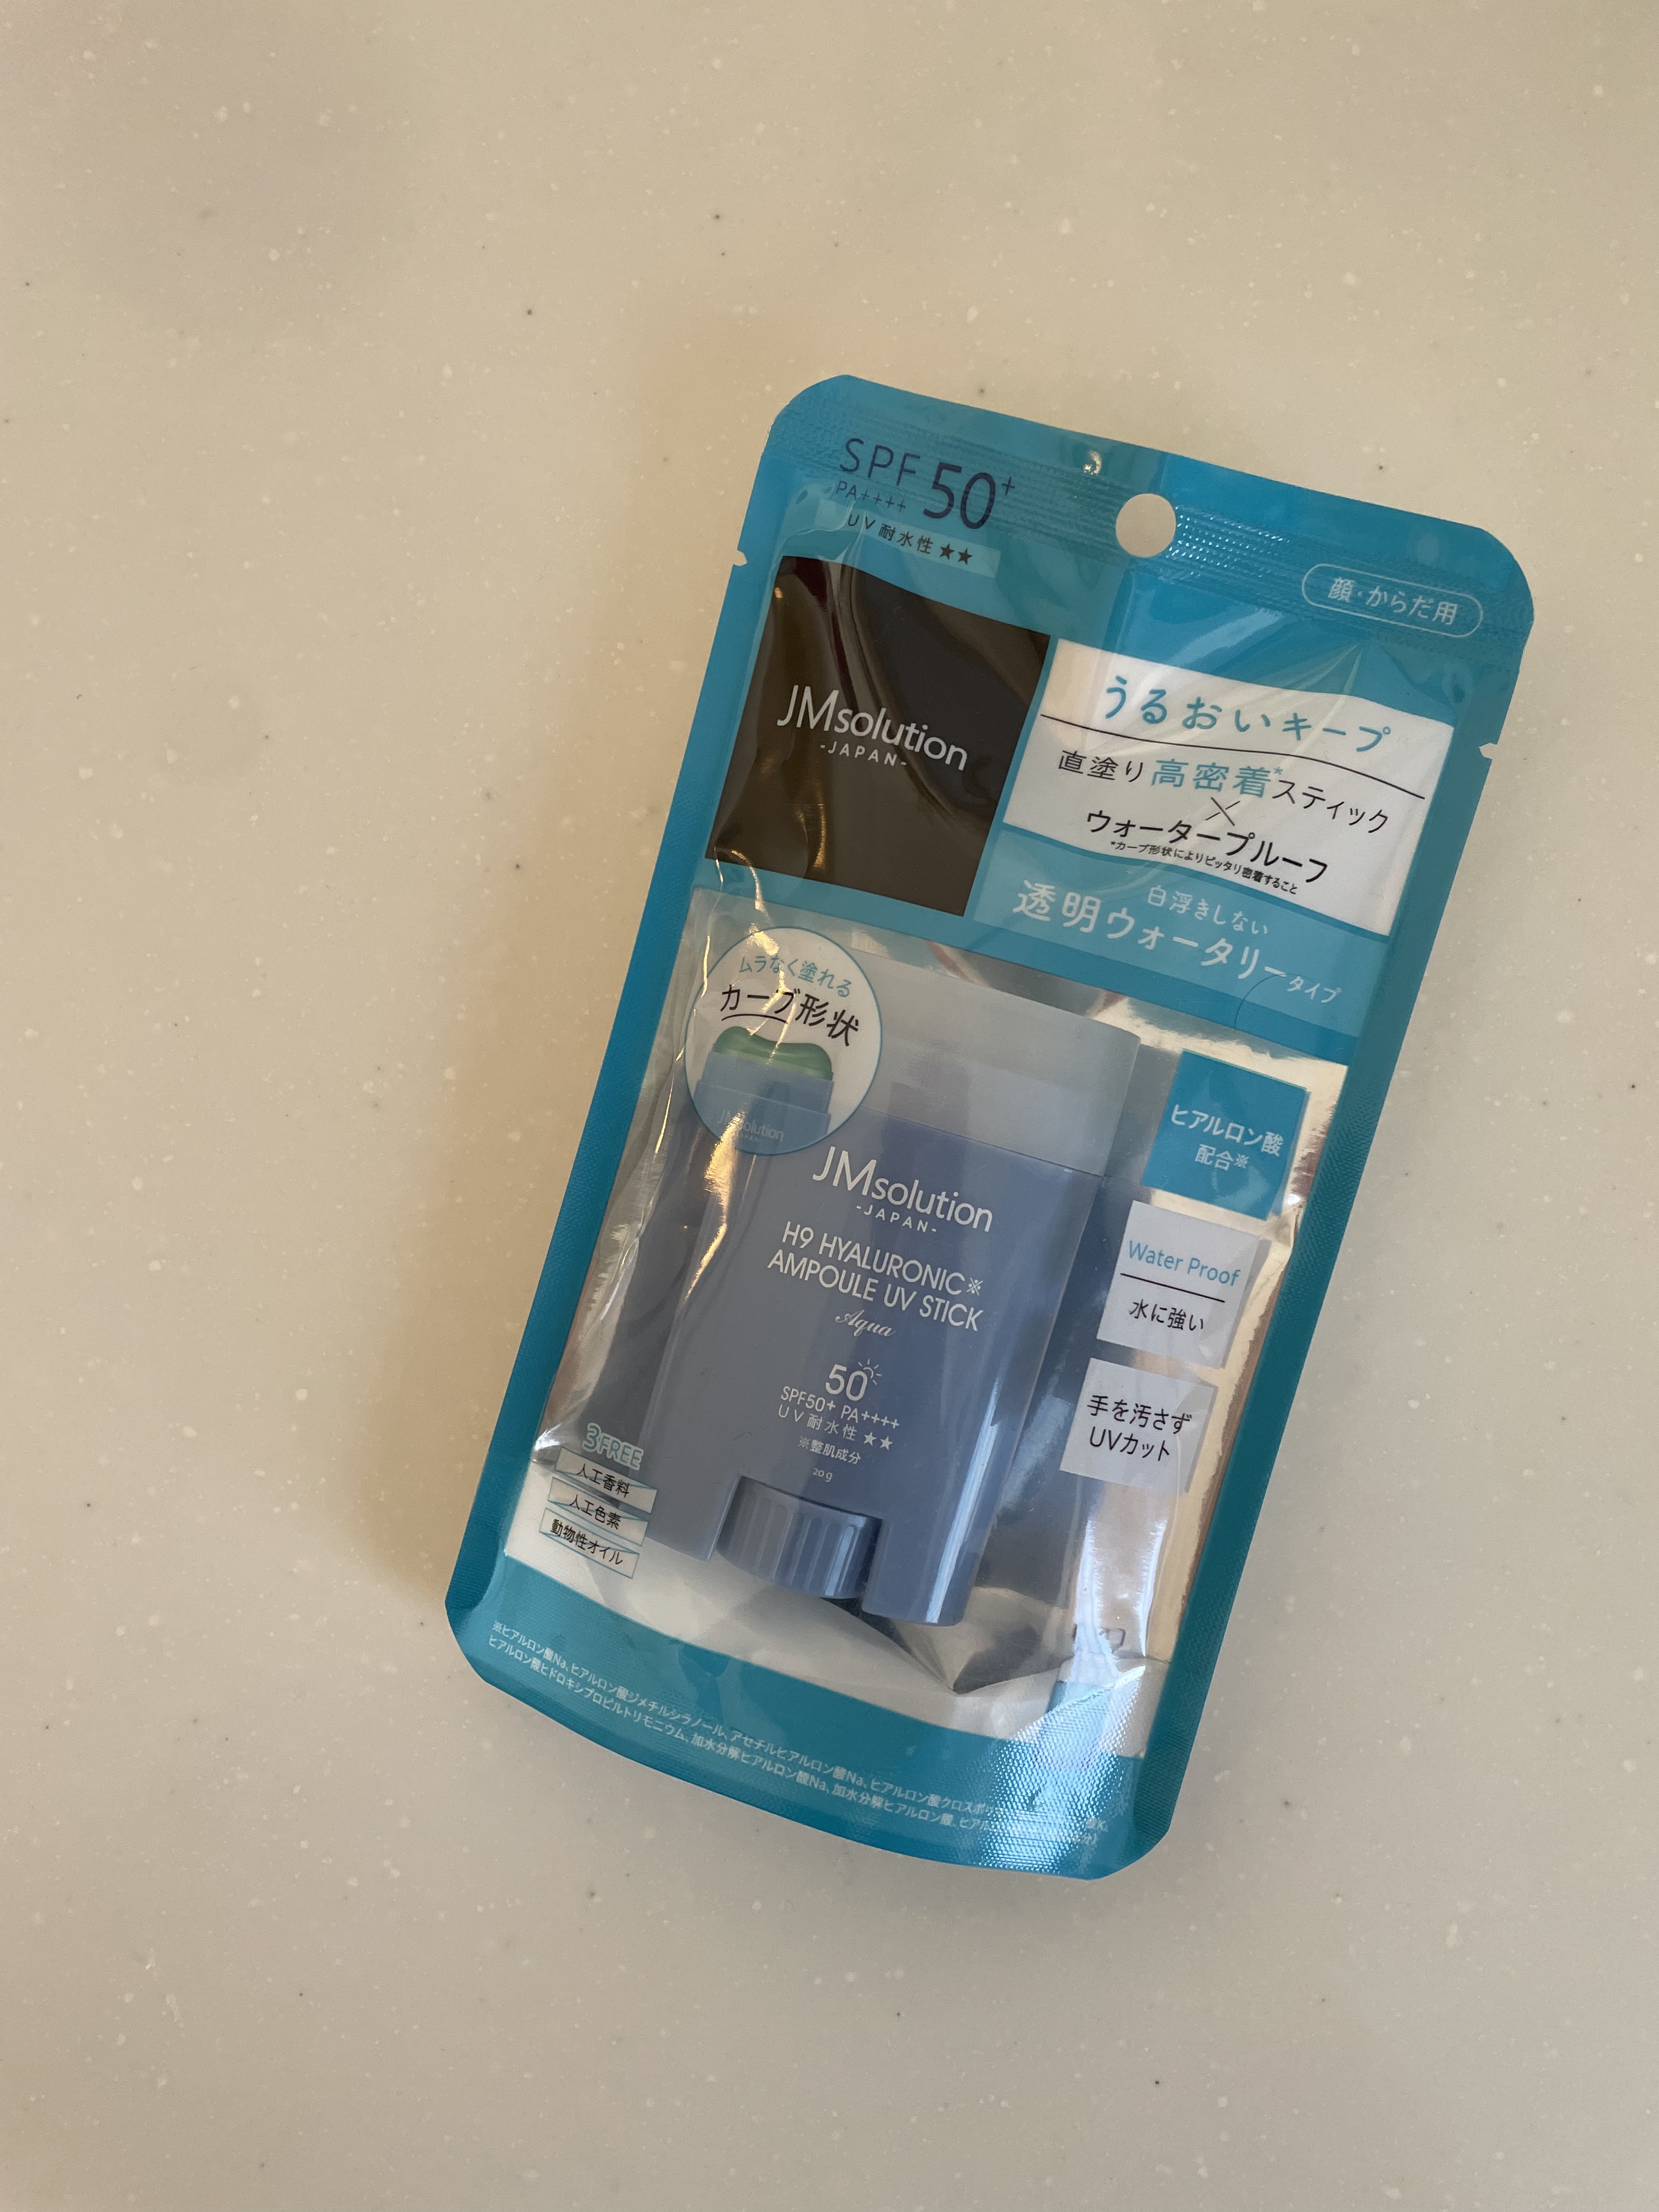 SPF 50+
PA++++
UV耐水性★★
顔・からだ用
JMsolution
-JAPAN-
うるおいキープ
直塗り高密着*スティック
×
ウォータープルーフ
*カーブ形状によりピッタリ密着すること
白浮きしない
透明ウォータリータイプ
ムラなく塗れる
カーブ形状
JMsolution
JMsolution
-JAPAN-
H9 HYALURONIC※
AMPOULE UV STICK
Aqua
50
SPF50+ PA++++
UV耐水性★★
※整肌成分
20g
ヒアルロン酸
配合※
Water Proof
水に強い
手を汚さず
UVカット
3FREE
人工香料
人工色素
動物性オイル
※ヒアルロン酸Na、ヒアルロン酸ジメチルシラノール、アセチルヒアルロン酸Na、ヒアルロン酸クロスポリ
ヒアルロン酸ヒドロキシプロピルトリモニウム、加水分解ヒアルロン酸Na、加水分解ヒアルロン酸、